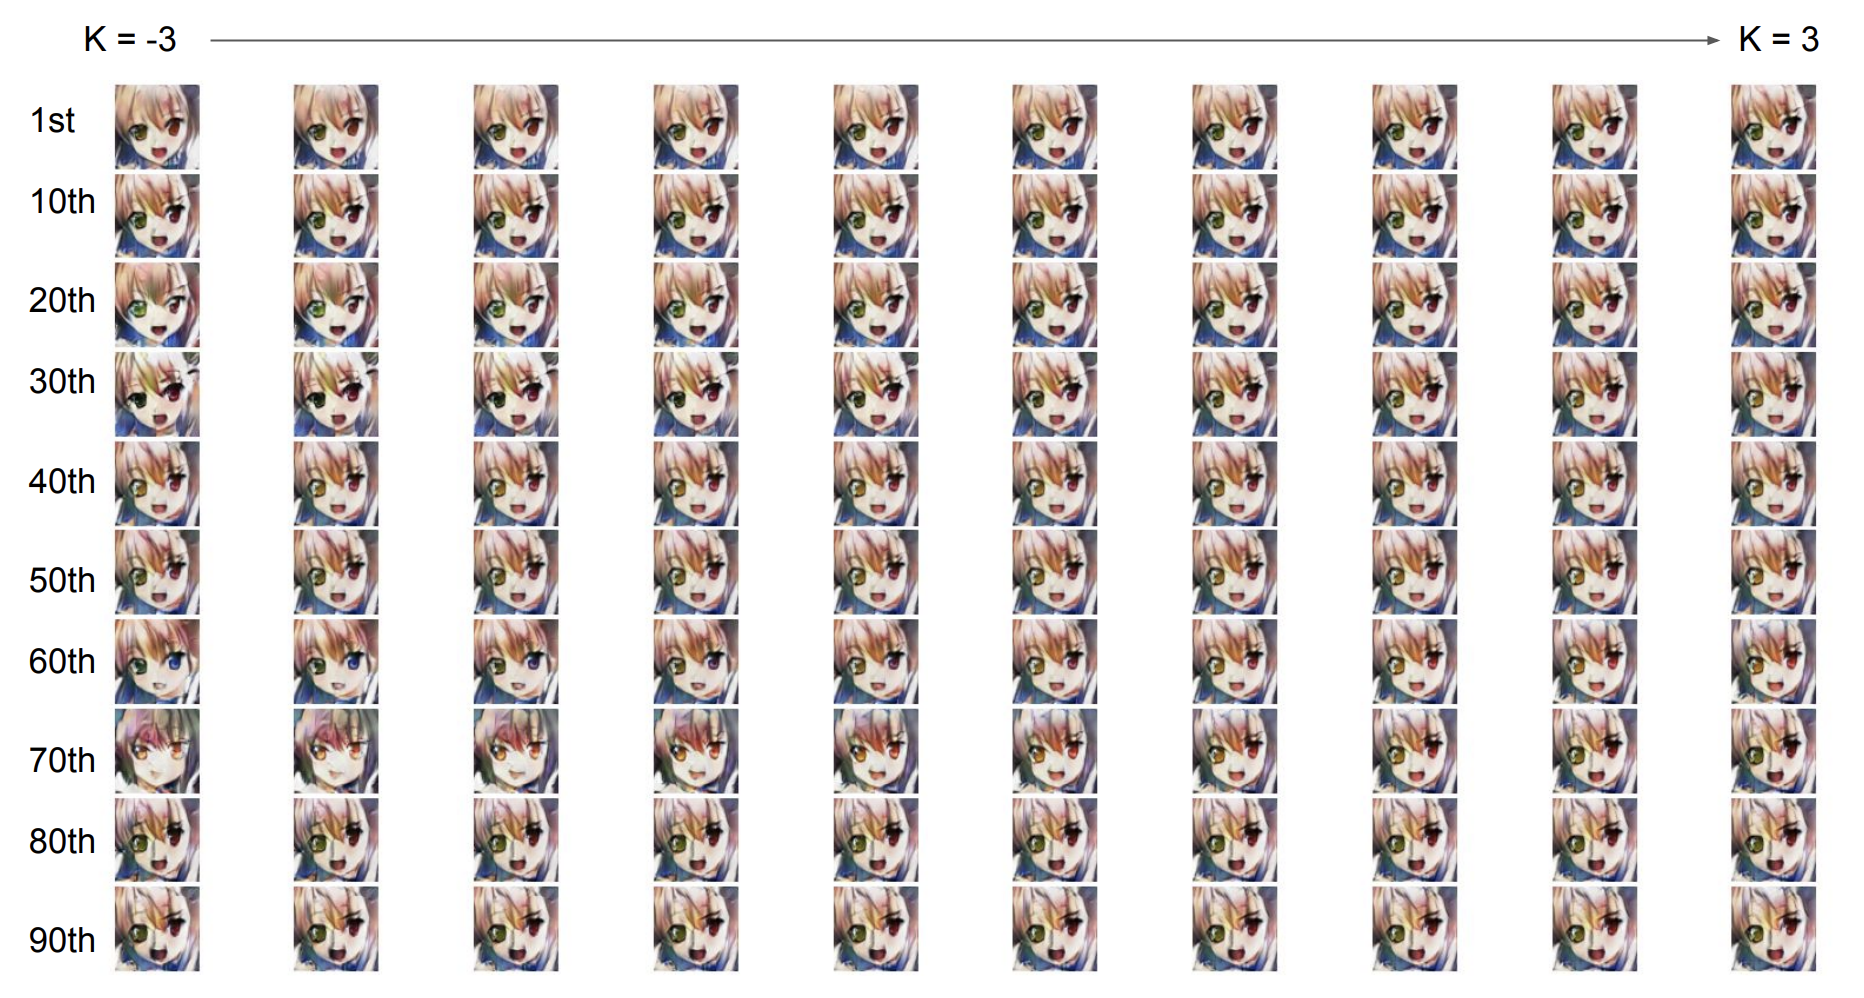 K = -3
K = 3
1st
10th
20th
30th
40th
50th
60th
70th
80th
90th